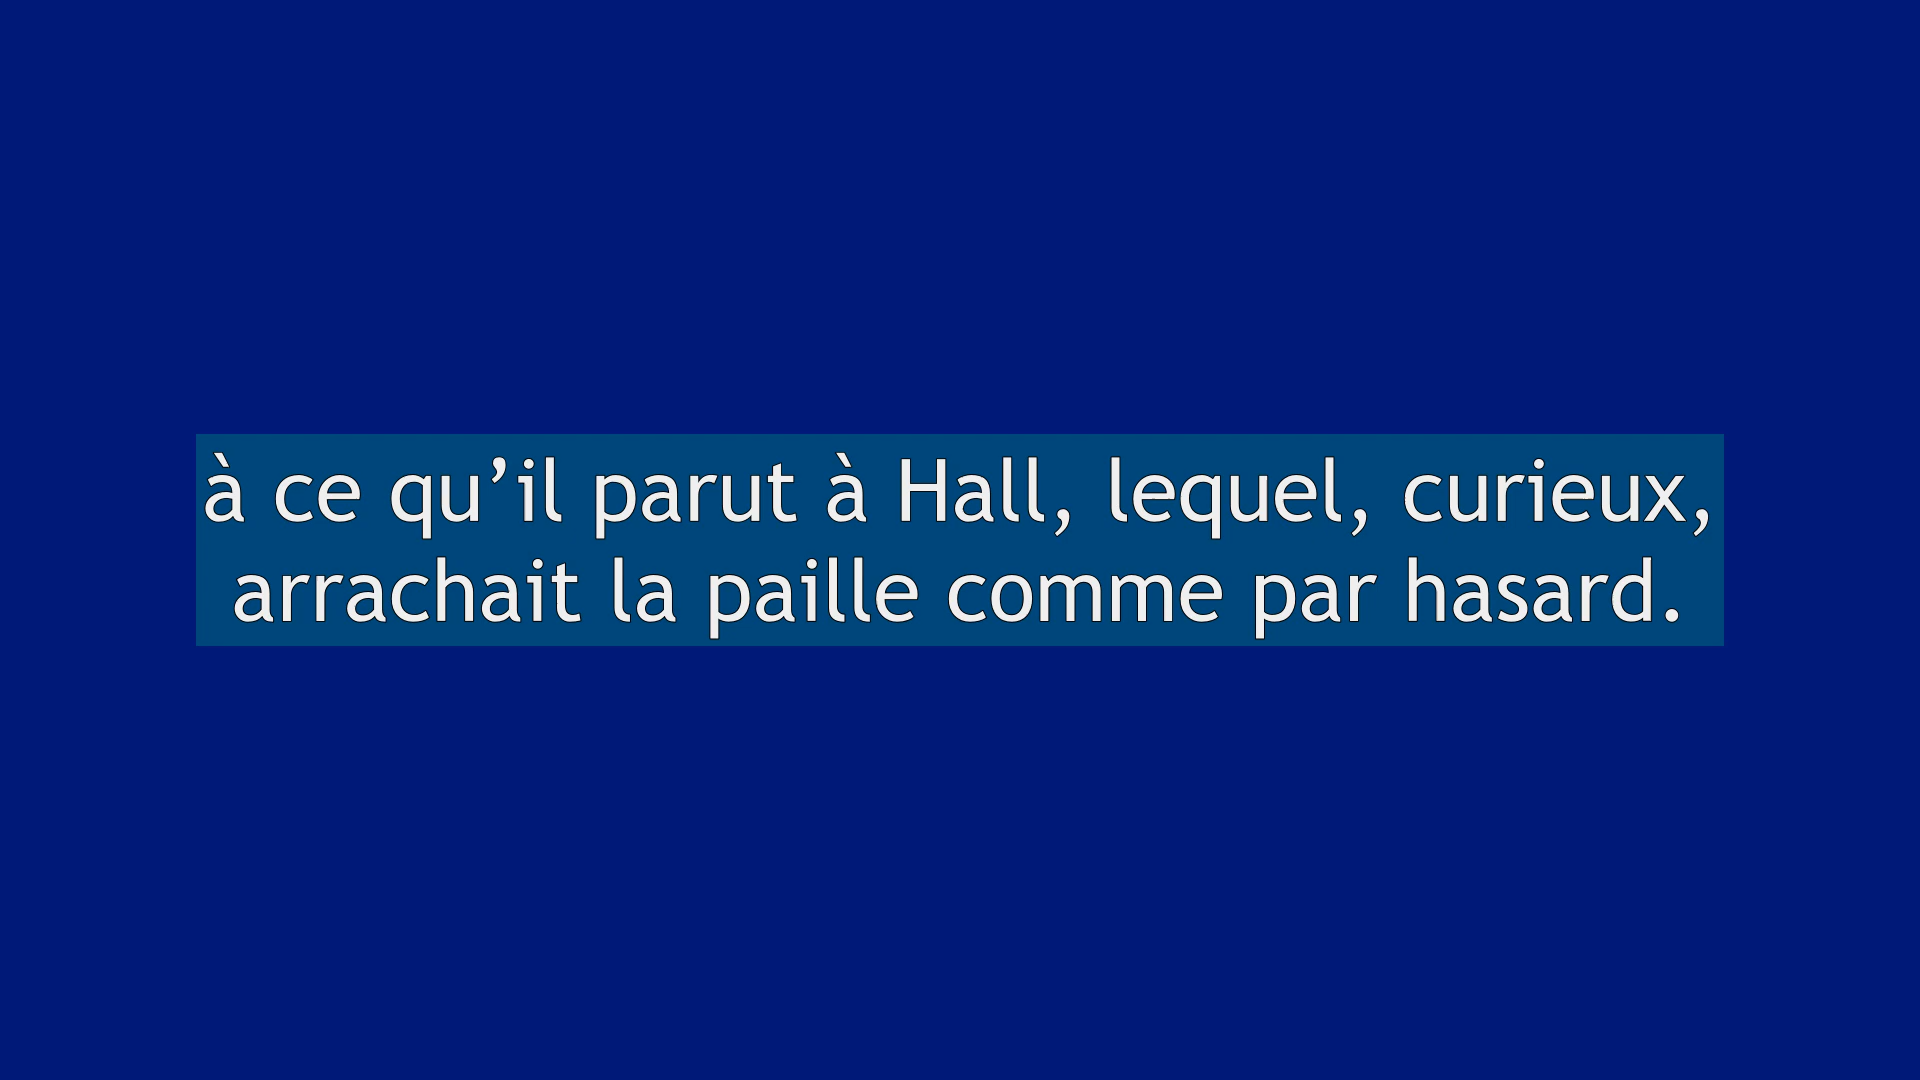 à ce qu’il parut à Hall, lequel, curieux,
arrachait la paille comme par hasard.